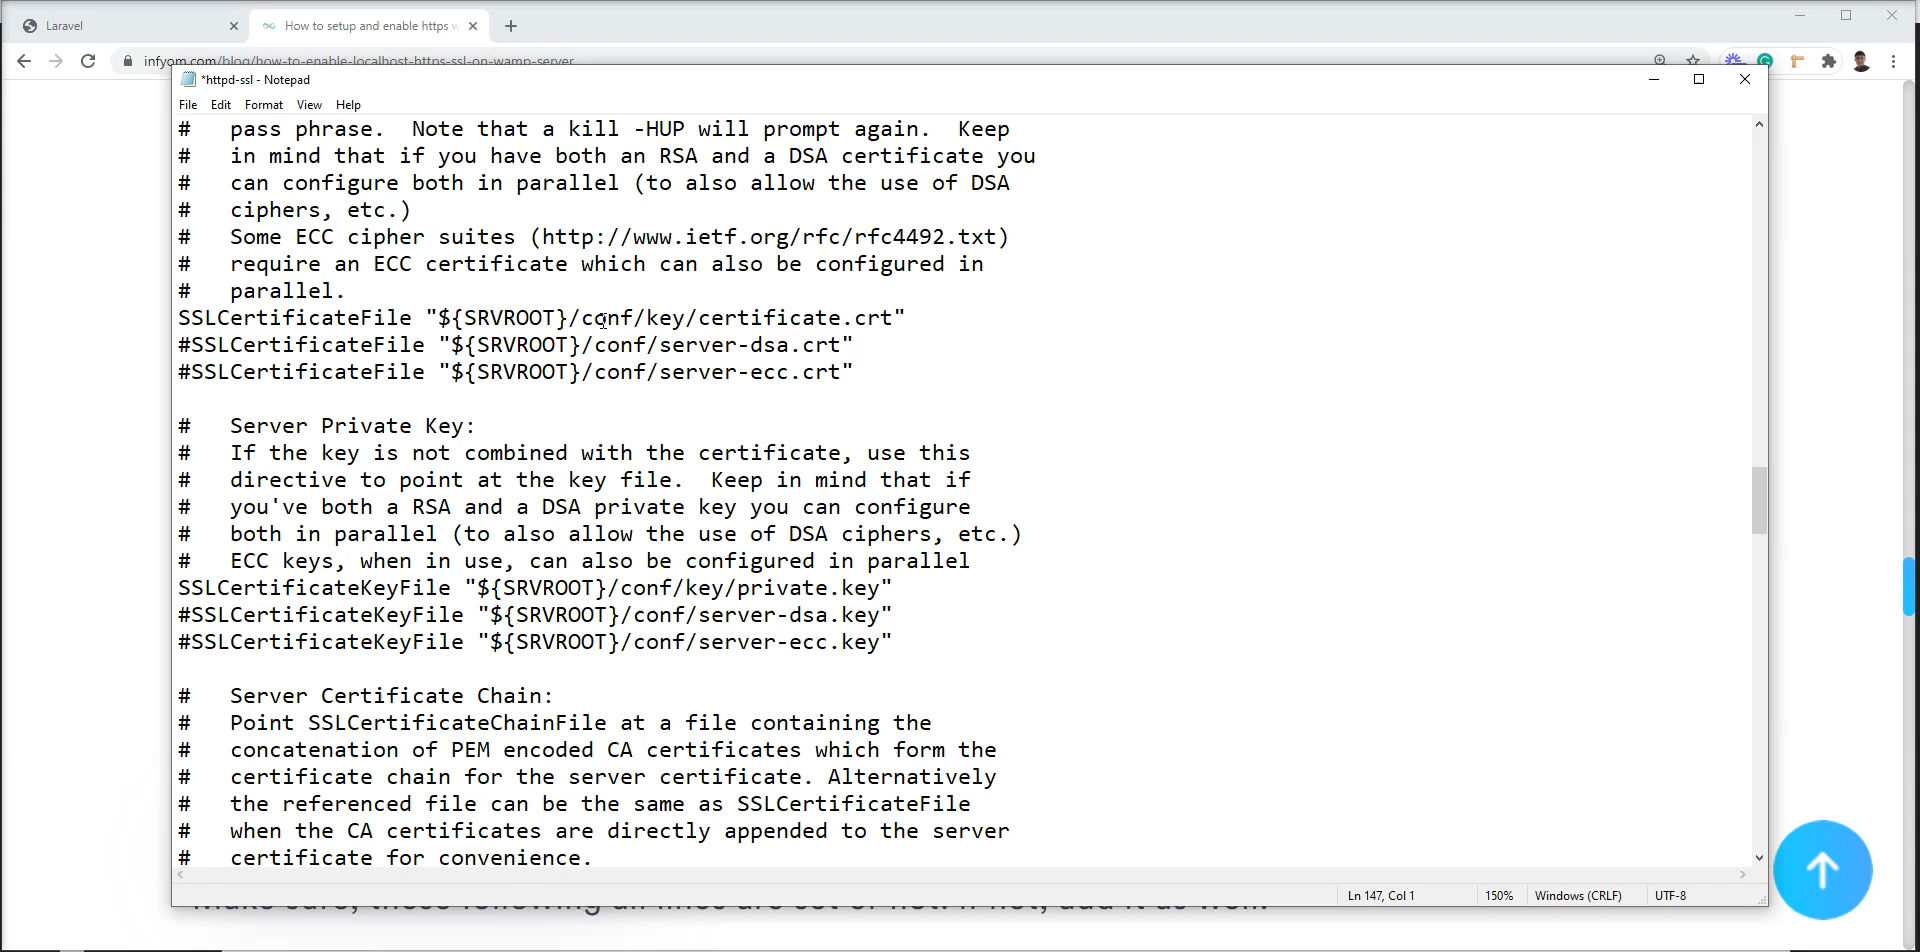 Laravel
How to setup and enable https w
infyom.com/blog/how-to-enable-localhost-https-ssl-on-wamp-server
*httpd-ssl - Notepad
File Edit Format View Help
#   pass phrase.  Note that a kill -HUP will prompt again.  Keep
#   in mind that if you have both an RSA and a DSA certificate you
#   can configure both in parallel (to also allow the use of DSA
#   ciphers, etc.)
#   Some ECC cipher suites (http://www.ietf.org/rfc/rfc4492.txt)
#   require an ECC certificate which can also be configured in
#   parallel.
SSLCertificateFile "${SRVROOT}/conf/key/certificate.crt"
#SSLCertificateFile "${SRVROOT}/conf/server-dsa.crt"
#SSLCertificateFile "${SRVROOT}/conf/server-ecc.crt"
#   Server Private Key:
#   If the key is not combined with the certificate, use this
#   directive to point at the key file.  Keep in mind that if
#   you've both a RSA and a DSA private key you can configure
#   both in parallel (to also allow the use of DSA ciphers, etc.)
#   ECC keys, when in use, can also be configured in parallel
SSLCertificateKeyFile "${SRVROOT}/conf/key/private.key"
#SSLCertificateKeyFile "${SRVROOT}/conf/server-dsa.key"
#SSLCertificateKeyFile "${SRVROOT}/conf/server-ecc.key"
#   Server Certificate Chain:
#   Point SSLCertificateChainFile at a file containing the
#   concatenation of PEM encoded CA certificates which form the
#   certificate chain for the server certificate. Alternatively
#   the referenced file can be the same as SSLCertificateFile
#   when the CA certificates are directly appended to the server
#   certificate for convenience.
Ln 147, Col 1 150% Windows (CRLF) UTF-8